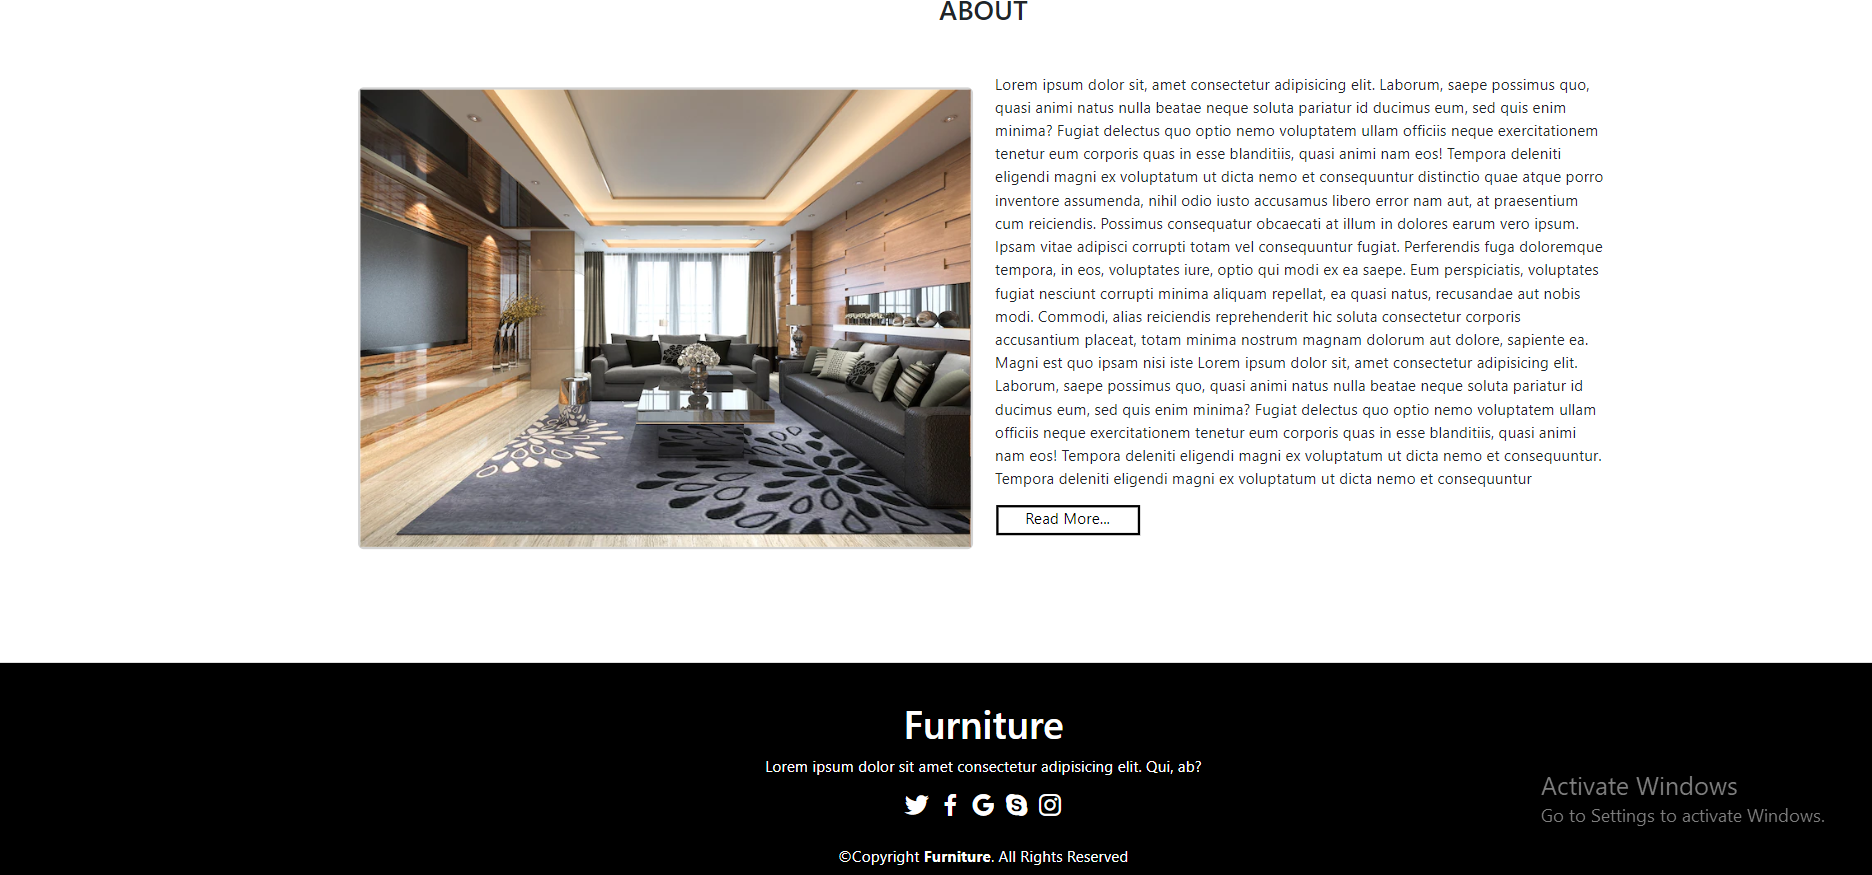 ABOUT
Lorem ipsum dolor sit, amet consectetur adipisicing elit. Laborum, saepe possimus quo,
quasi animi natus nulla beatae neque soluta pariatur id ducimus eum, sed quis enim
minima? Fugiat delectus quo optio nemo voluptatem ullam officiis neque exercitationem
tenetur eum corporis quas in esse blanditiis, quasi animi nam eos! Tempora deleniti
eligendi magni ex voluptatum ut dicta nemo et consequuntur distinctio quae atque porro
inventore assumenda, nihil odio iusto accusamus libero error nam aut, at praesentium
cum reiciendis. Possimus consequatur obcaecati at illum in dolores earum vero ipsum.
Ipsam vitae adipisci corrupti totam vel consequuntur fugiat. Perferendis fuga doloremque
tempora, in eos, voluptates iure, optio qui modi ex ea saepe. Eum perspiciatis, voluptates
fugiat nesciunt corrupti minima aliquam repellat, ea quasi natus, recusandae aut nobis
modi. Commodi, alias reiciendis reprehenderit hic soluta consectetur corporis
accusantium placeat, totam minima nostrum magnam dolorum aut dolore, sapiente ea.
Magni est quo ipsam nisi iste Lorem ipsum dolor sit, amet consectetur adipisicing elit.
Laborum, saepe possimus quo, quasi animi natus nulla beatae neque soluta pariatur id
ducimus eum, sed quis enim minima? Fugiat delectus quo optio nemo voluptatem ullam
officiis neque exercitationem tenetur eum corporis quas in esse blanditiis, quasi animi
nam eos! Tempora deleniti eligendi magni ex voluptatum ut dicta nemo et consequuntur.
Tempora deleniti eligendi magni ex voluptatum ut dicta nemo et consequuntur
Read More...
Furniture
Lorem ipsum dolor sit amet consectetur adipisicing elit. Qui, ab?
Activate Windows
Go to Settings to activate Windows.
©Copyright Furniture. All Rights Reserved